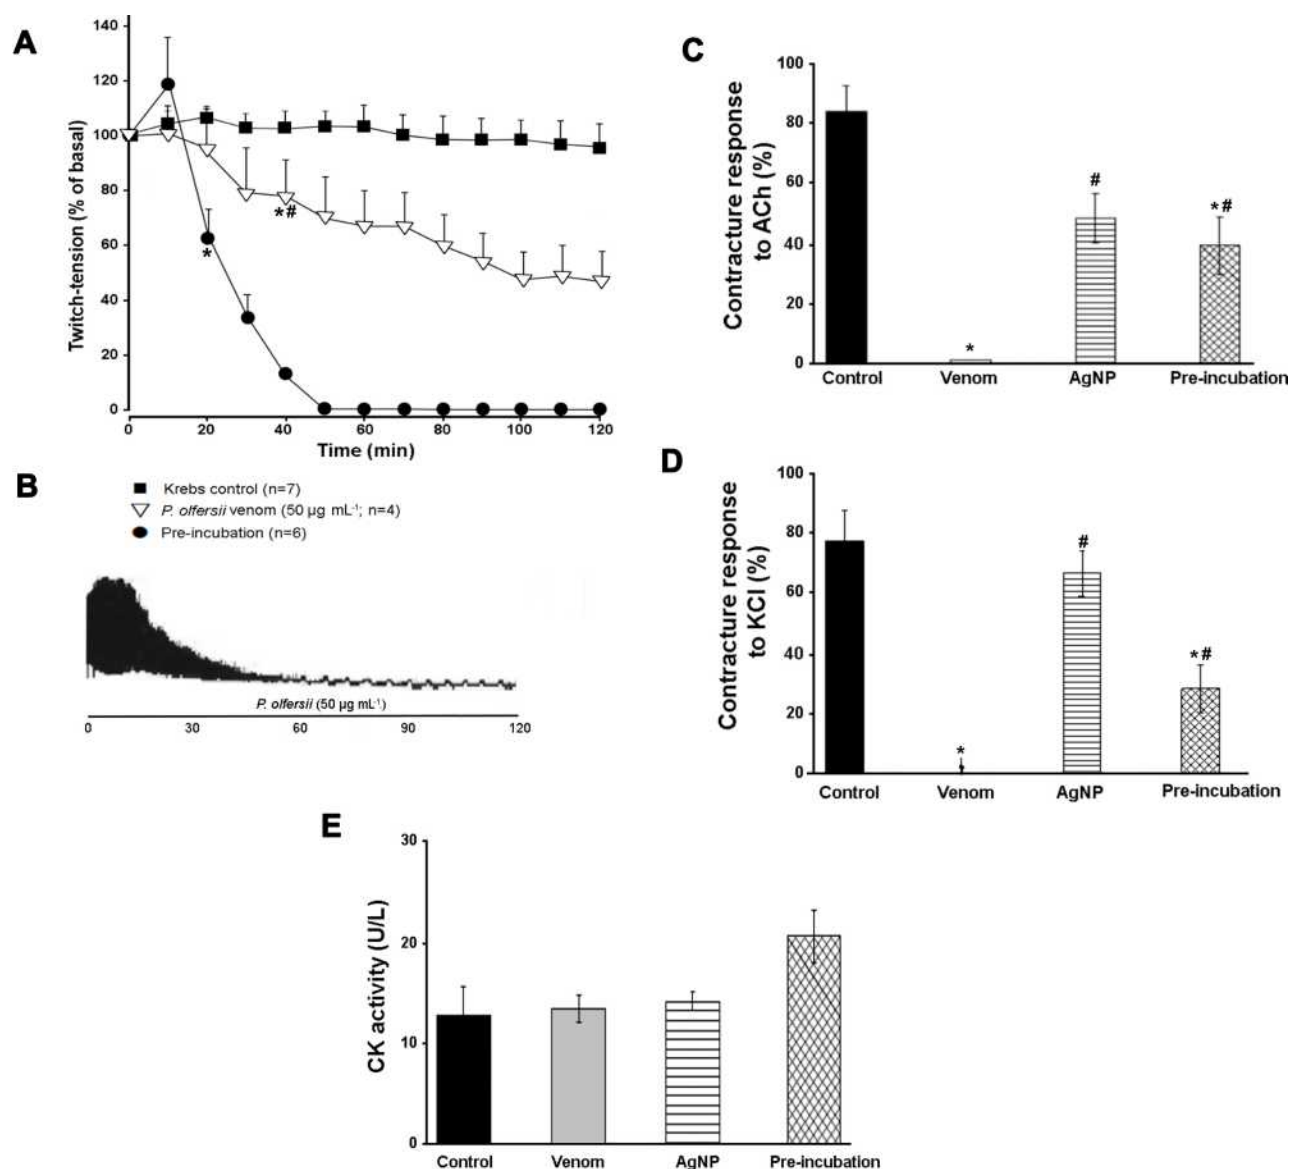 A
Twitch-tension (% of basal)
140
120
100
80
60
40
20
0
*
*#
0 20 40 60 80 100 120
Time (min)
B
Krebs control (n=7)
P. olfersii venom (50 µg mL-1; n=4)
Pre-incubation (n=6)
P. olfersii (50 µg mL-1)
0 30 60 90 120
C
Contracture response
to ACh (%)
100
80
60
40
20
0
*
#
*#
Control Venom AgNP Pre-incubation
D
Contracture response
to KCl (%)
100
80
60
40
20
0
*
#
*#
Control Venom AgNP Pre-incubation
E
CK activity (U/L)
30
20
10
0
Control Venom AgNP Pre-incubation